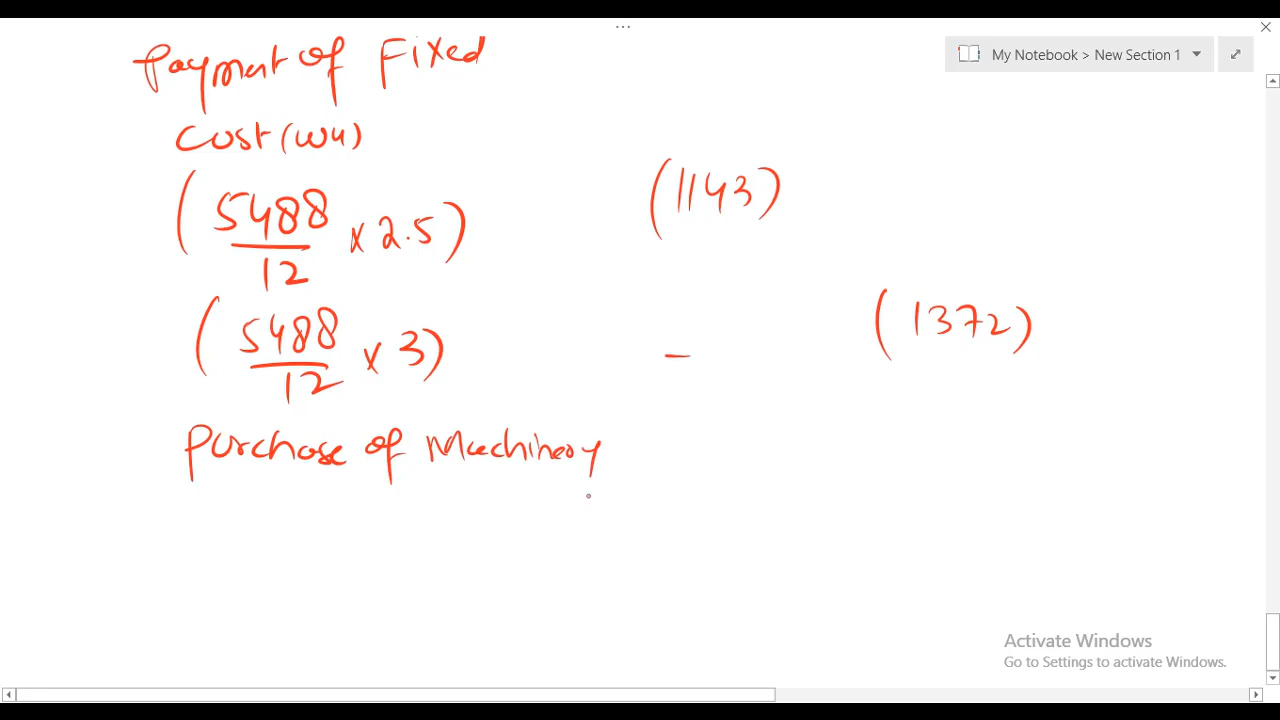 ...
My Notebook > New Section 1
Payment of Fixed
Cost (W4)
(5488/12 × 2.5) (1143)
(5488/12 × 3) - (1372)
Purchase of Machinery
Activate Windows
Go to Settings to activate Windows.